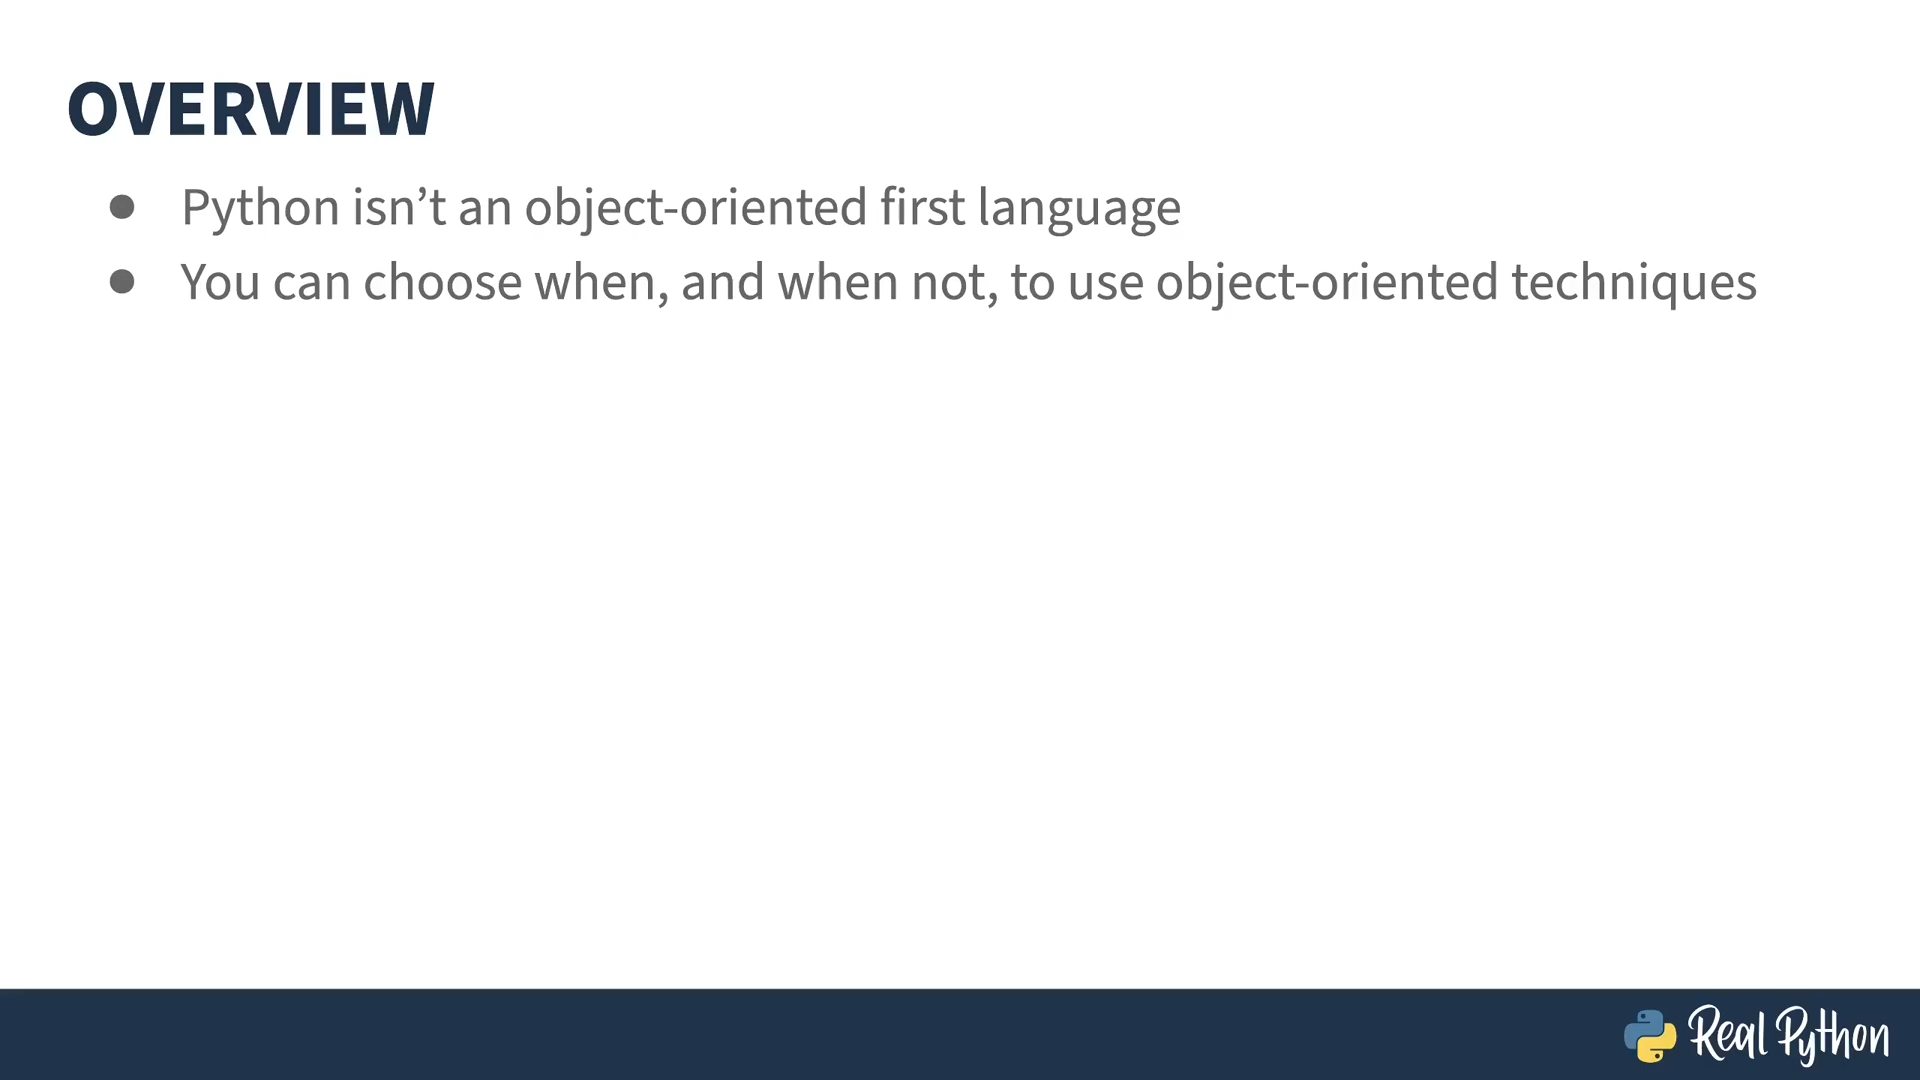 OVERVIEW
● Python isn’t an object-oriented first language
● You can choose when, and when not, to use object-oriented techniques
Real Python